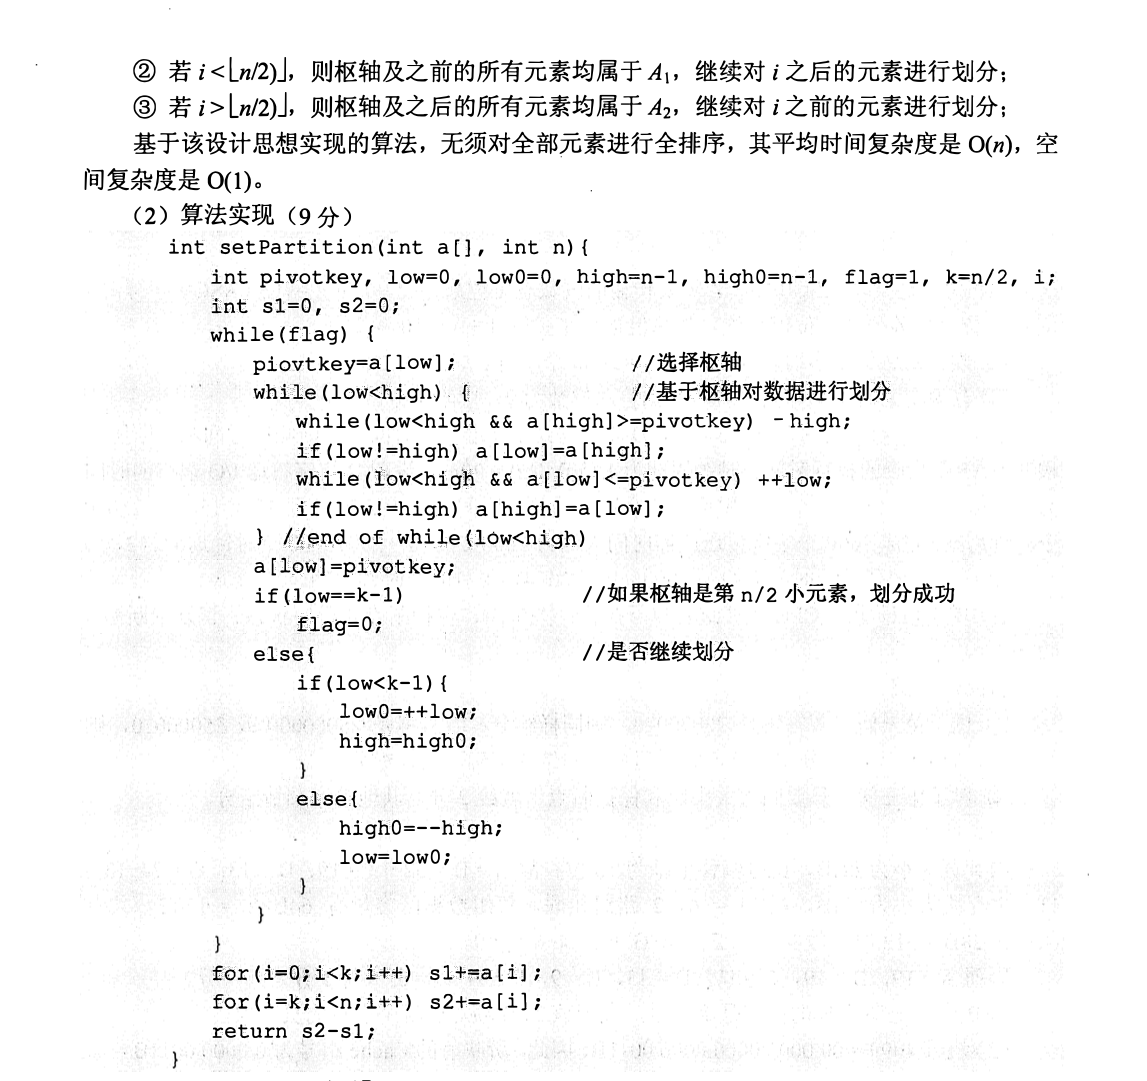 ② 若 i<⌊n/2)⌋，则枢轴及之前的所有元素均属于 A₁，继续对 i 之后的元素进行划分；
③ 若 i>⌊n/2)⌋，则枢轴及之后的所有元素均属于 A₂，继续对 i 之前的元素进行划分；
基于该设计思想实现的算法，无须对全部元素进行全排序，其平均时间复杂度是 O(n)，空
间复杂度是 O(1)。
（2）算法实现（9 分）
int setPartition(int a[], int n){
int pivotkey, low=0, low0=0, high=n-1, high0=n-1, flag=1, k=n/2, i;
int s1=0, s2=0;
while(flag) {
piovtkey=a[low]; //选择枢轴
while(low<high) { //基于枢轴对数据进行划分
while(low<high && a[high]>=pivotkey) -high;
if(low!=high) a[low]=a[high];
while(low<high && a[low]<=pivotkey) ++low;
if(low!=high) a[high]=a[low];
} //end of while(low<high)
a[low]=pivotkey;
if(low==k-1) //如果枢轴是第 n/2 小元素，划分成功
flag=0;
else{ //是否继续划分
if(low<k-1){
low0=++low;
high=high0;
}
else{
high0=--high;
low=low0;
}
}
}
for(i=0;i<k;i++) s1+=a[i];
for(i=k;i<n;i++) s2+=a[i];
return s2-s1;
}